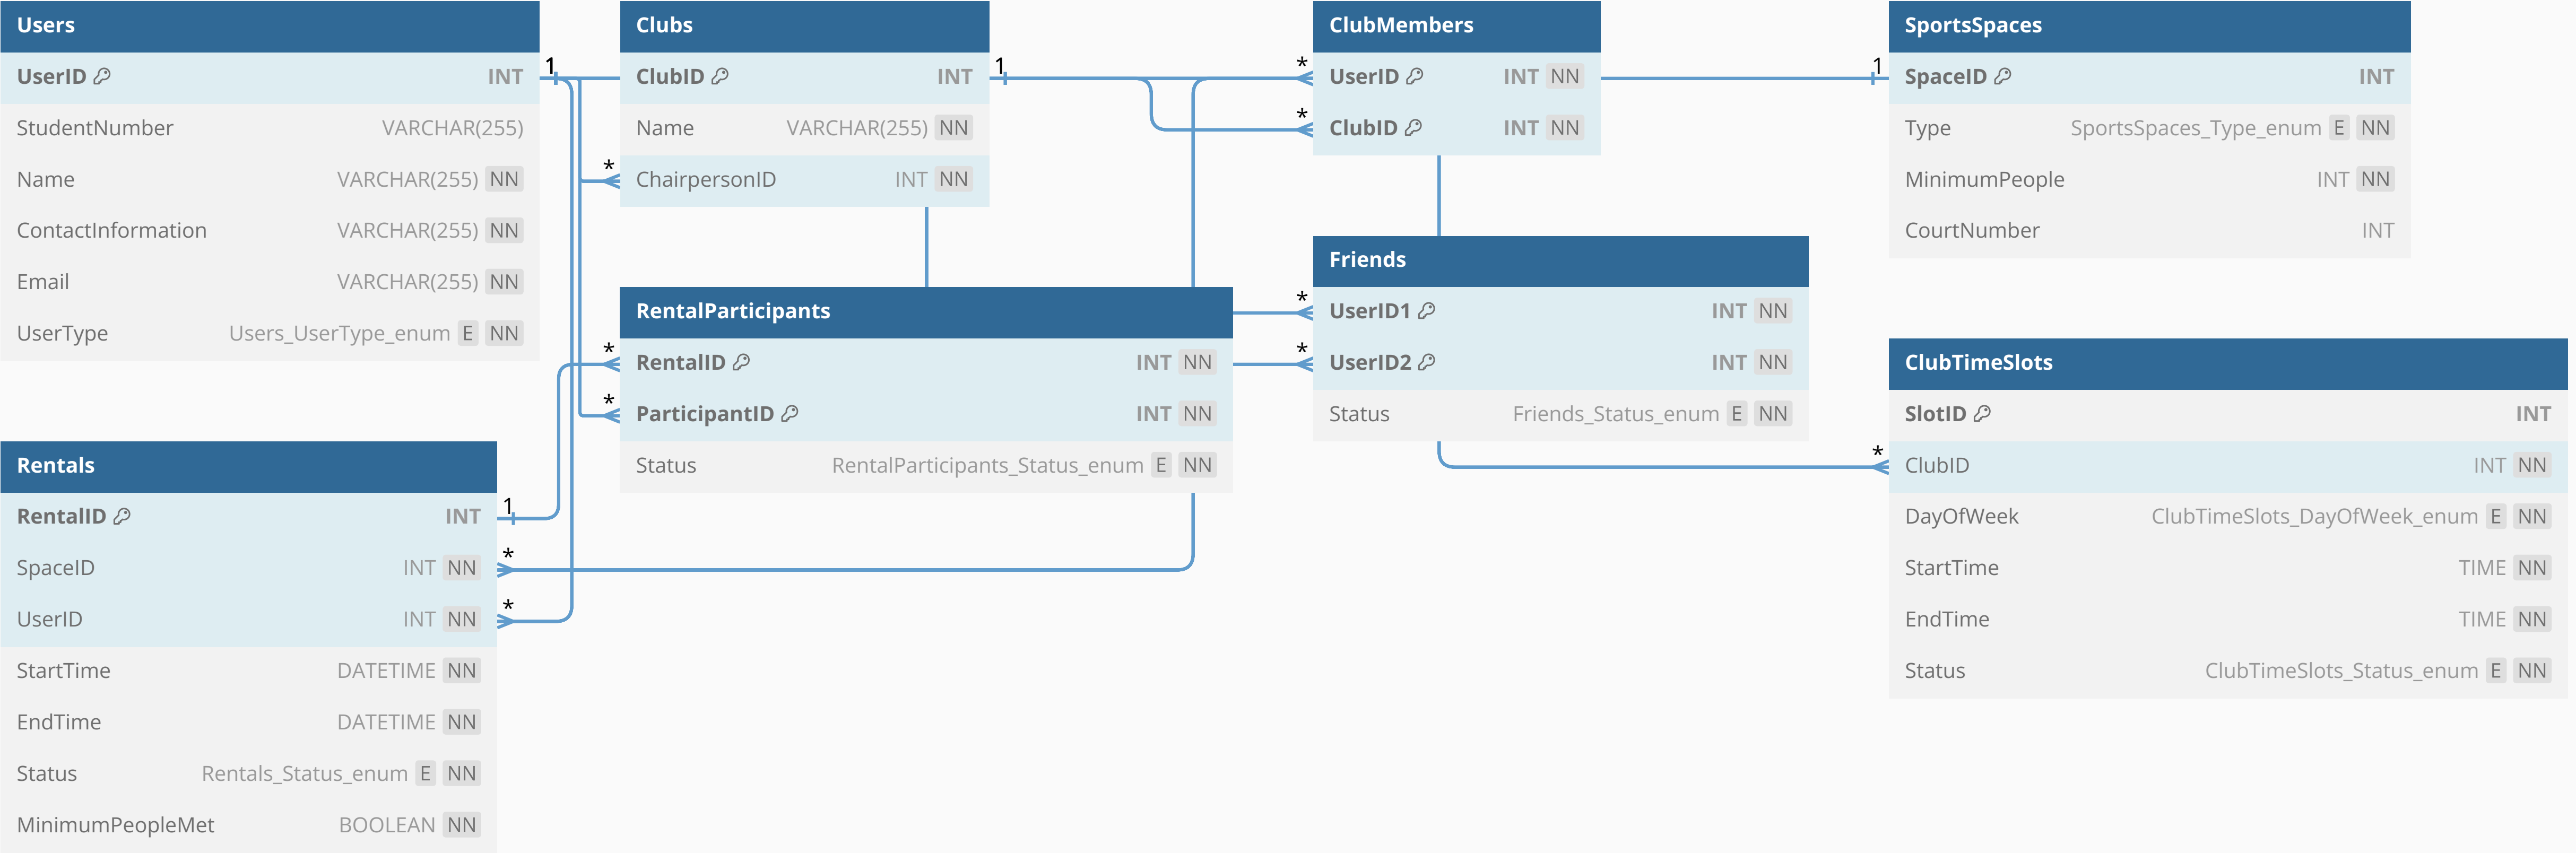 Users
UserID INT
StudentNumber VARCHAR(255)
Name VARCHAR(255) NN
ContactInformation VARCHAR(255) NN
Email VARCHAR(255) NN
UserType Users_UserType_enum E NN
1
Clubs
ClubID INT
Name VARCHAR(255) NN
ChairpersonID INT NN
1
*
ClubMembers
UserID INT NN
ClubID INT NN
*
*
SportsSpaces
SpaceID INT
Type SportsSpaces_Type_enum E NN
MinimumPeople INT NN
CourtNumber INT
1
RentalParticipants
RentalID INT NN
ParticipantID INT NN
Status RentalParticipants_Status_enum E NN
*
*
Friends
UserID1 INT NN
UserID2 INT NN
Status Friends_Status_enum E NN
*
*
ClubTimeSlots
SlotID INT
ClubID INT NN
DayOfWeek ClubTimeSlots_DayOfWeek_enum E NN
StartTime TIME NN
EndTime TIME NN
Status ClubTimeSlots_Status_enum E NN
*
Rentals
RentalID INT
SpaceID INT NN
UserID INT NN
StartTime DATETIME NN
EndTime DATETIME NN
Status Rentals_Status_enum E NN
MinimumPeopleMet BOOLEAN NN
1
*
*